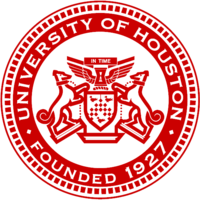 UNIVERSITY OF HOUSTON
IN TIME
FOUNDED 1927